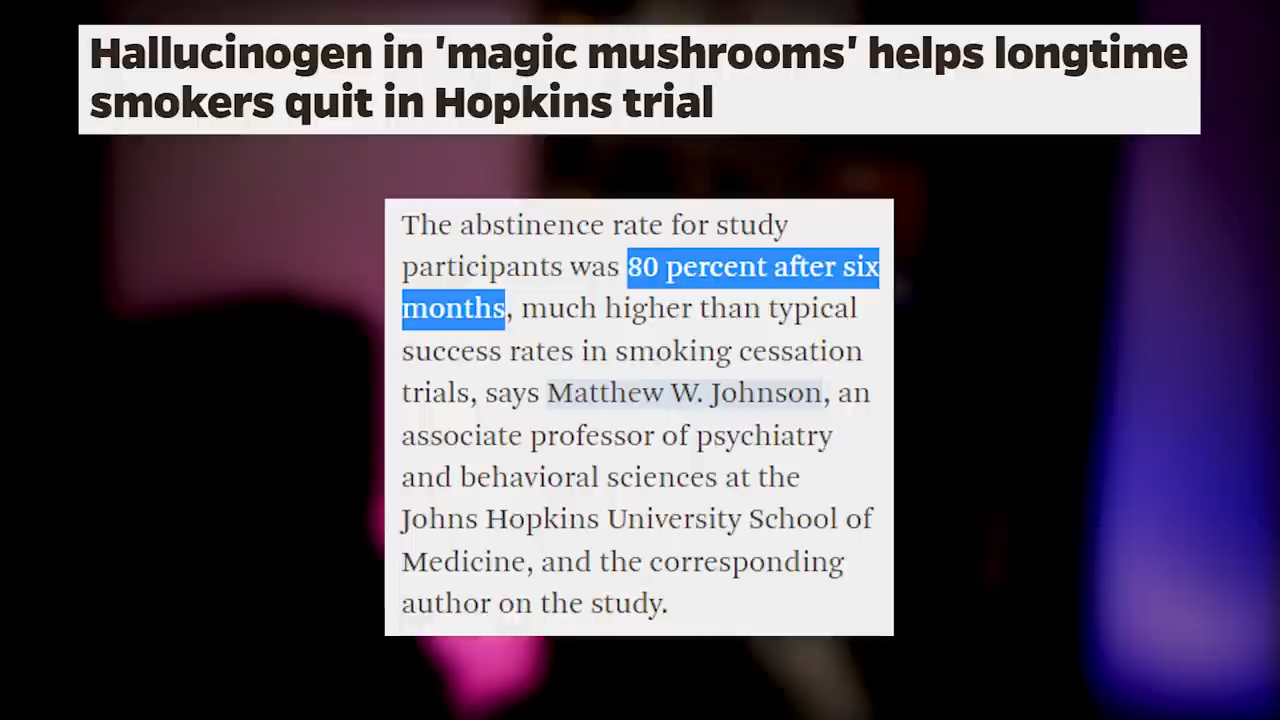 Hallucinogen in 'magic mushrooms' helps longtime
smokers quit in Hopkins trial
The abstinence rate for study
participants was 80 percent after six
months, much higher than typical
success rates in smoking cessation
trials, says Matthew W. Johnson, an
associate professor of psychiatry
and behavioral sciences at the
Johns Hopkins University School of
Medicine, and the corresponding
author on the study.